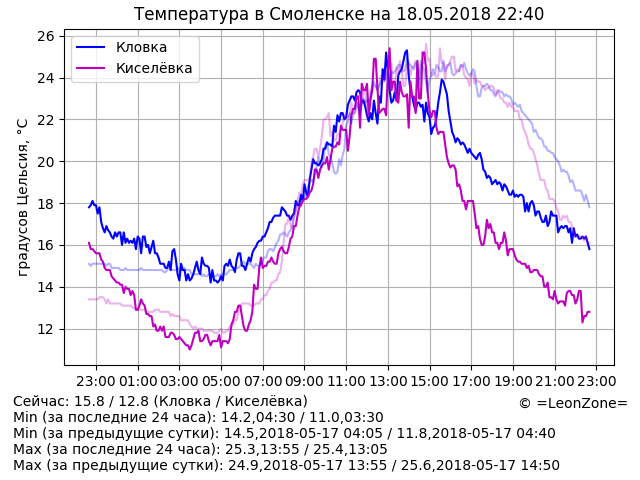 Температура в Смоленске на 18.05.2018 22:40
Кловка
Киселёвка
градусов Цельсия, °C
26
24
22
20
18
16
14
12
23:00 01:00 03:00 05:00 07:00 09:00 11:00 13:00 15:00 17:00 19:00 21:00 23:00
Сейчас: 15.8 / 12.8 (Кловка / Киселёвка)
© =LeonZone=
Min (за последние 24 часа): 14.2,04:30 / 11.0,03:30
Min (за предыдущие сутки): 14.5,2018-05-17 04:05 / 11.8,2018-05-17 04:40
Max (за последние 24 часа): 25.3,13:55 / 25.4,13:05
Max (за предыдущие сутки): 24.9,2018-05-17 13:55 / 25.6,2018-05-17 14:50